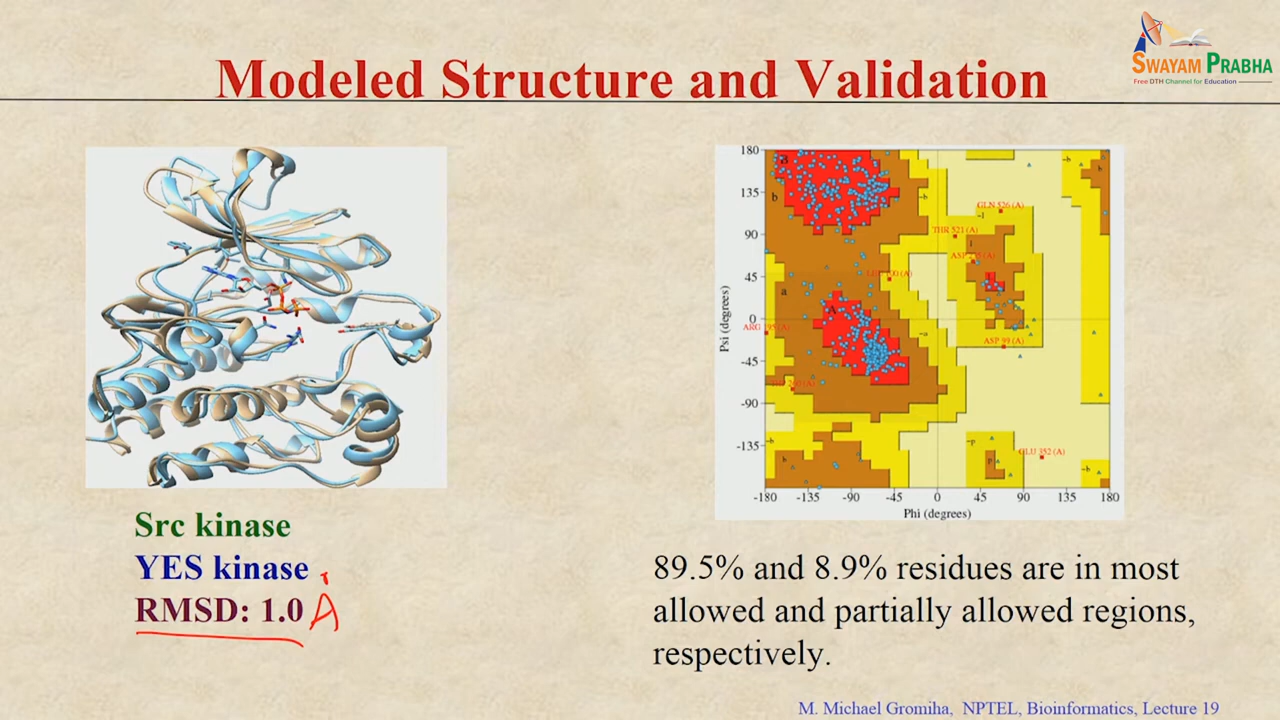 SWAYAM PRABHA
Free DTH Channel for Education
Modeled Structure and Validation
180
135
90
45
0
-45
-90
-135
-180 -135 -90 -45 0 45 90 135 180
Psi (degrees)
Phi (degrees)
B
b
a
A
~b
~l
l
~a
~b
b
~b
b
~p
p
~b
GLN 526 (A)
THR 521 (A)
ASP 99 (A)
GLU 352 (A)
Src kinase
YES kinase
RMSD: 1.0 Å
89.5% and 8.9% residues are in most
allowed and partially allowed regions,
respectively.
M. Michael Gromiha, NPTEL, Bioinformatics, Lecture 19